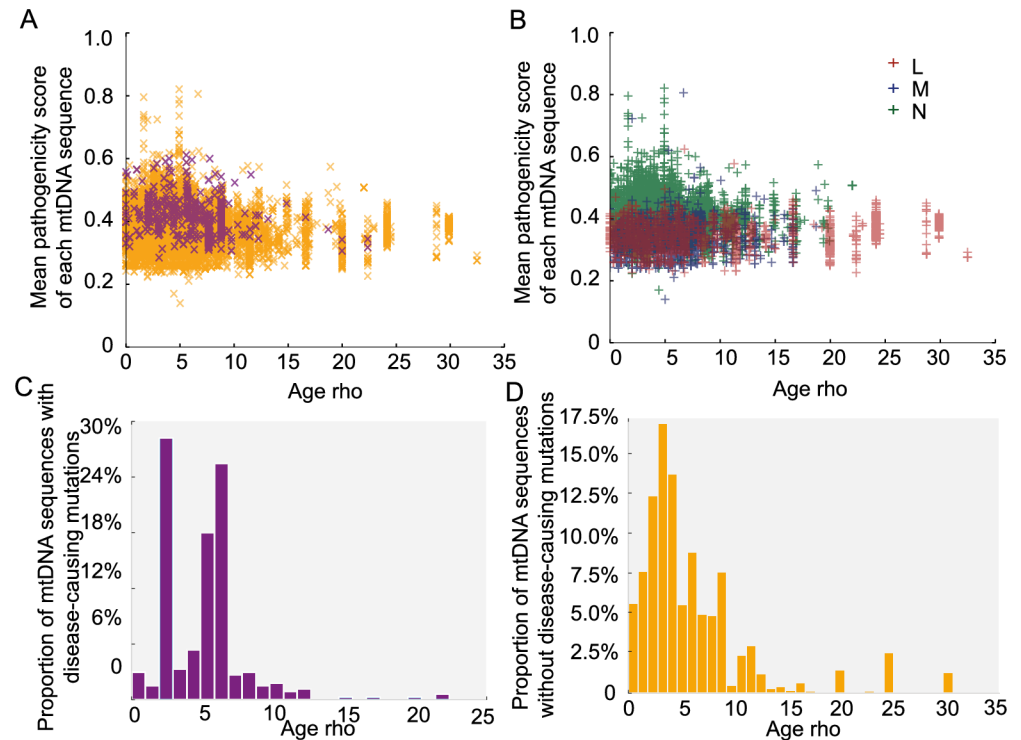 A
Mean pathogenicity score
of each mtDNA sequence
1.0
0.8
0.6
0.4
0.2
0
0 5 10 15 20 25 30 35
Age rho
B
Mean pathogenicity score
of each mtDNA sequence
1.0
0.8
0.6
0.4
0.2
0
L
M
N
0 5 10 15 20 25 30 35
Age rho
C
Proportion of mtDNA sequences with
disease-causing mutations
30%
24%
18%
12%
6%
0
0 5 10 15 20 25
Age rho
D
Proportion of mtDNA sequences
without disease-causing mutations
17.5%
15.0%
12.5%
10.0%
7.5%
5.0%
2.5%
0
0 5 10 15 20 25 30 35
Age rho